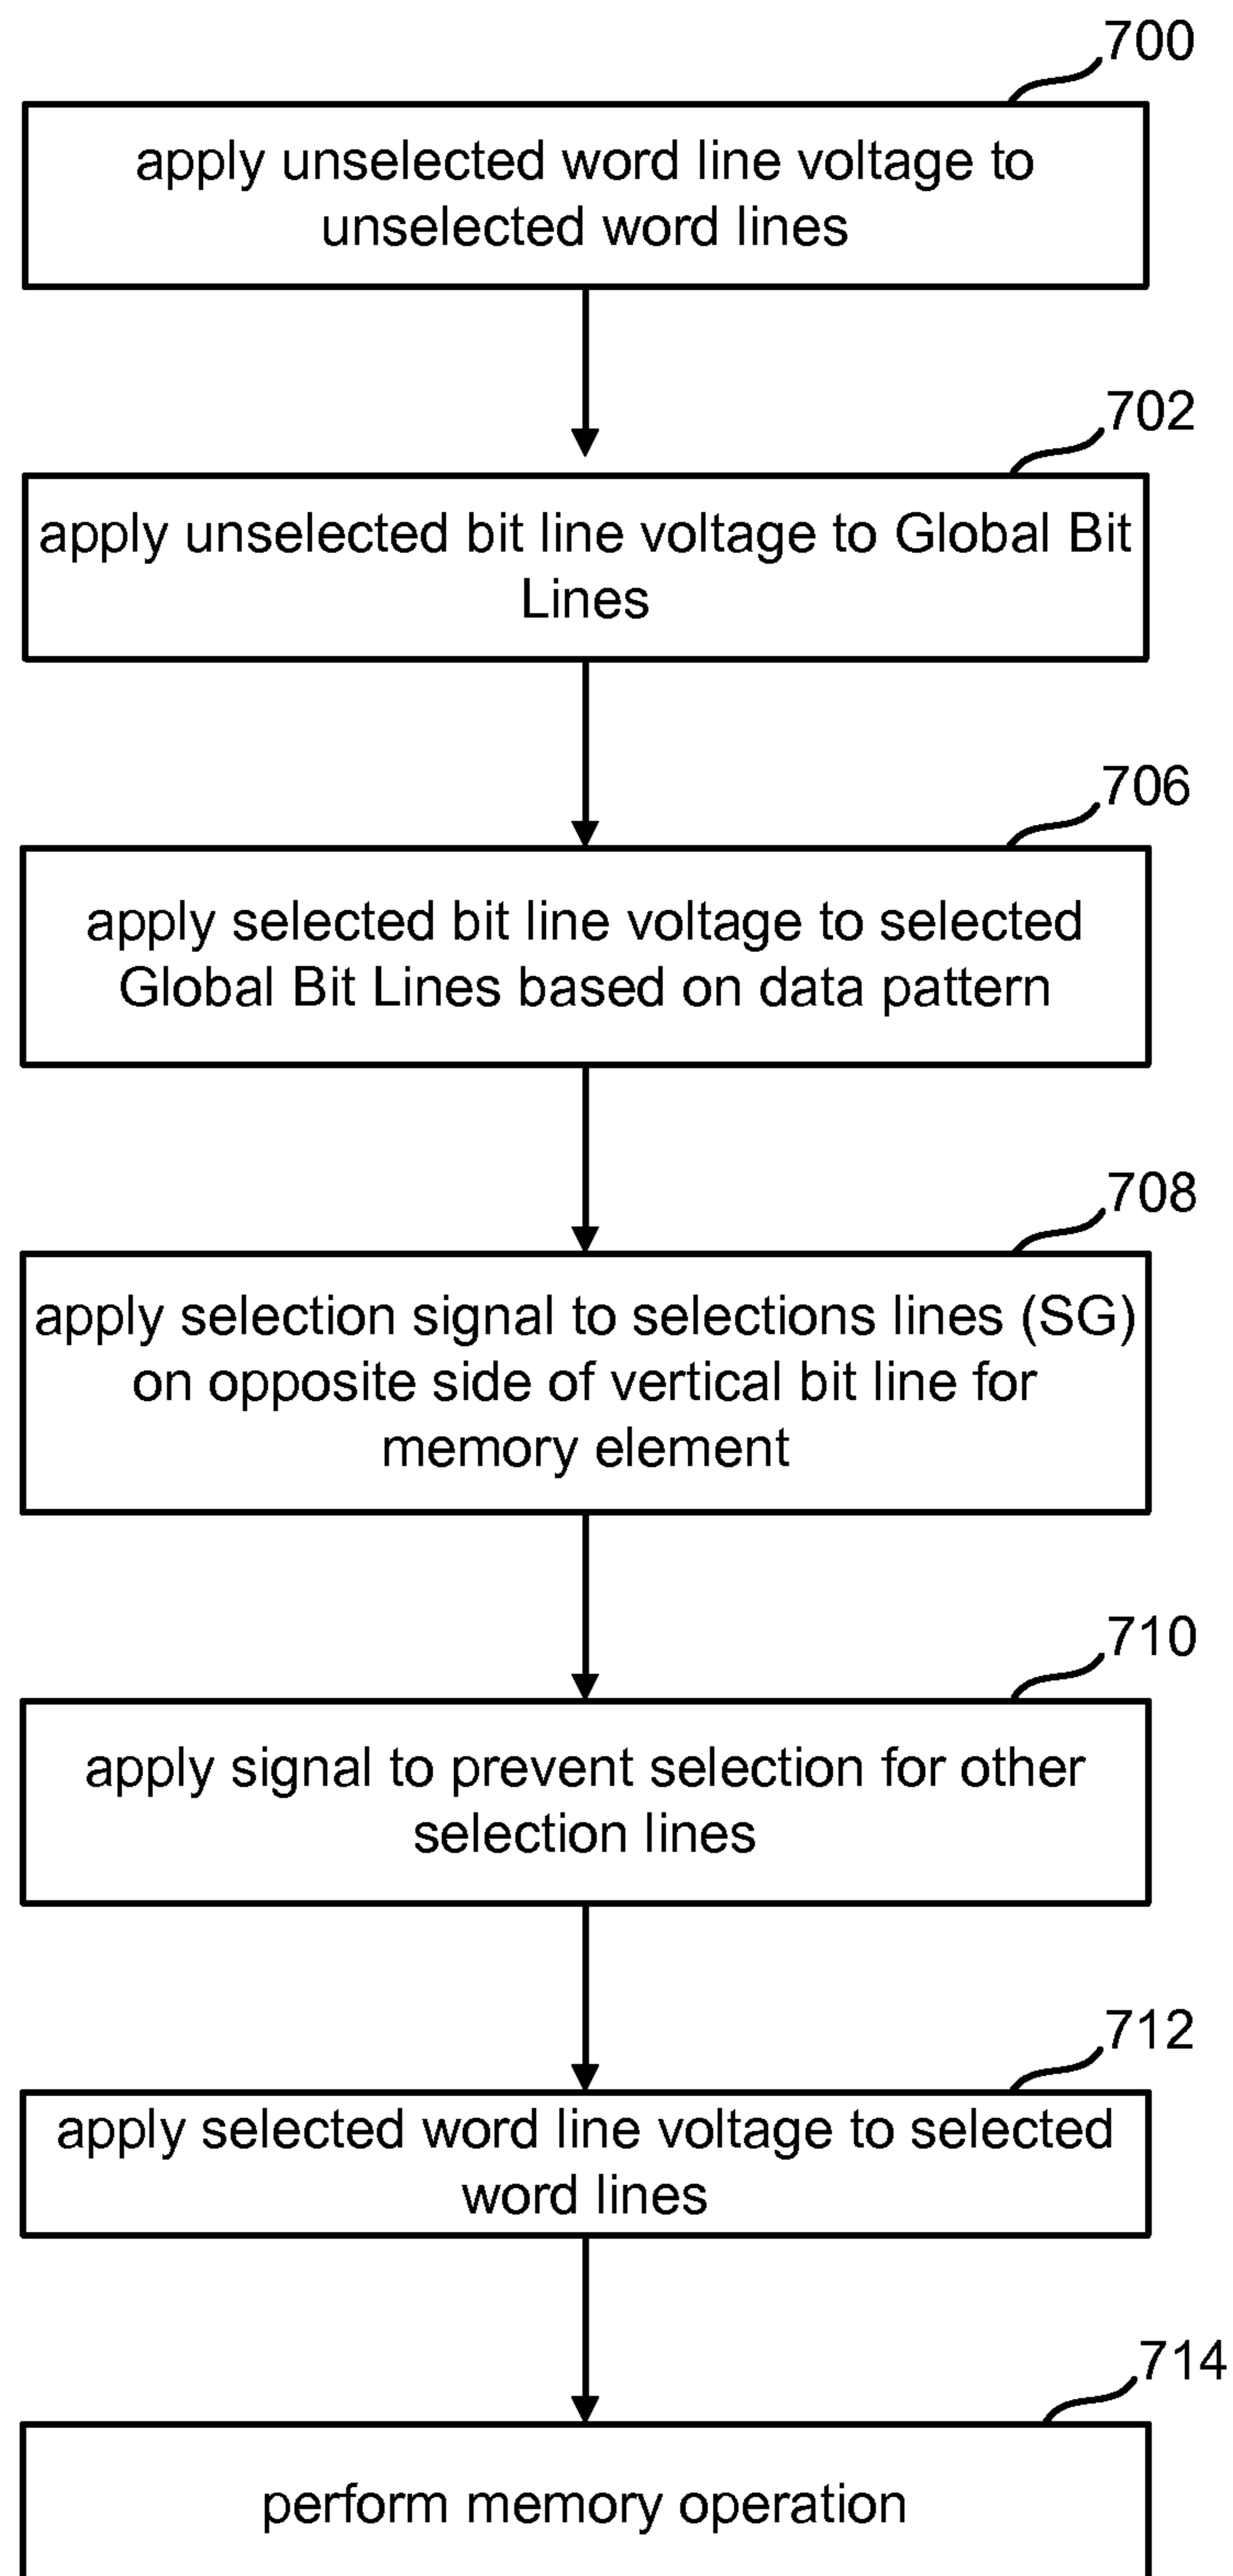 700
apply unselected word line voltage to
unselected word lines
702
apply unselected bit line voltage to Global Bit
Lines
706
apply selected bit line voltage to selected
Global Bit Lines based on data pattern
708
apply selection signal to selections lines (SG)
on opposite side of vertical bit line for
memory element
710
apply signal to prevent selection for other
selection lines
712
apply selected word line voltage to selected
word lines
714
perform memory operation